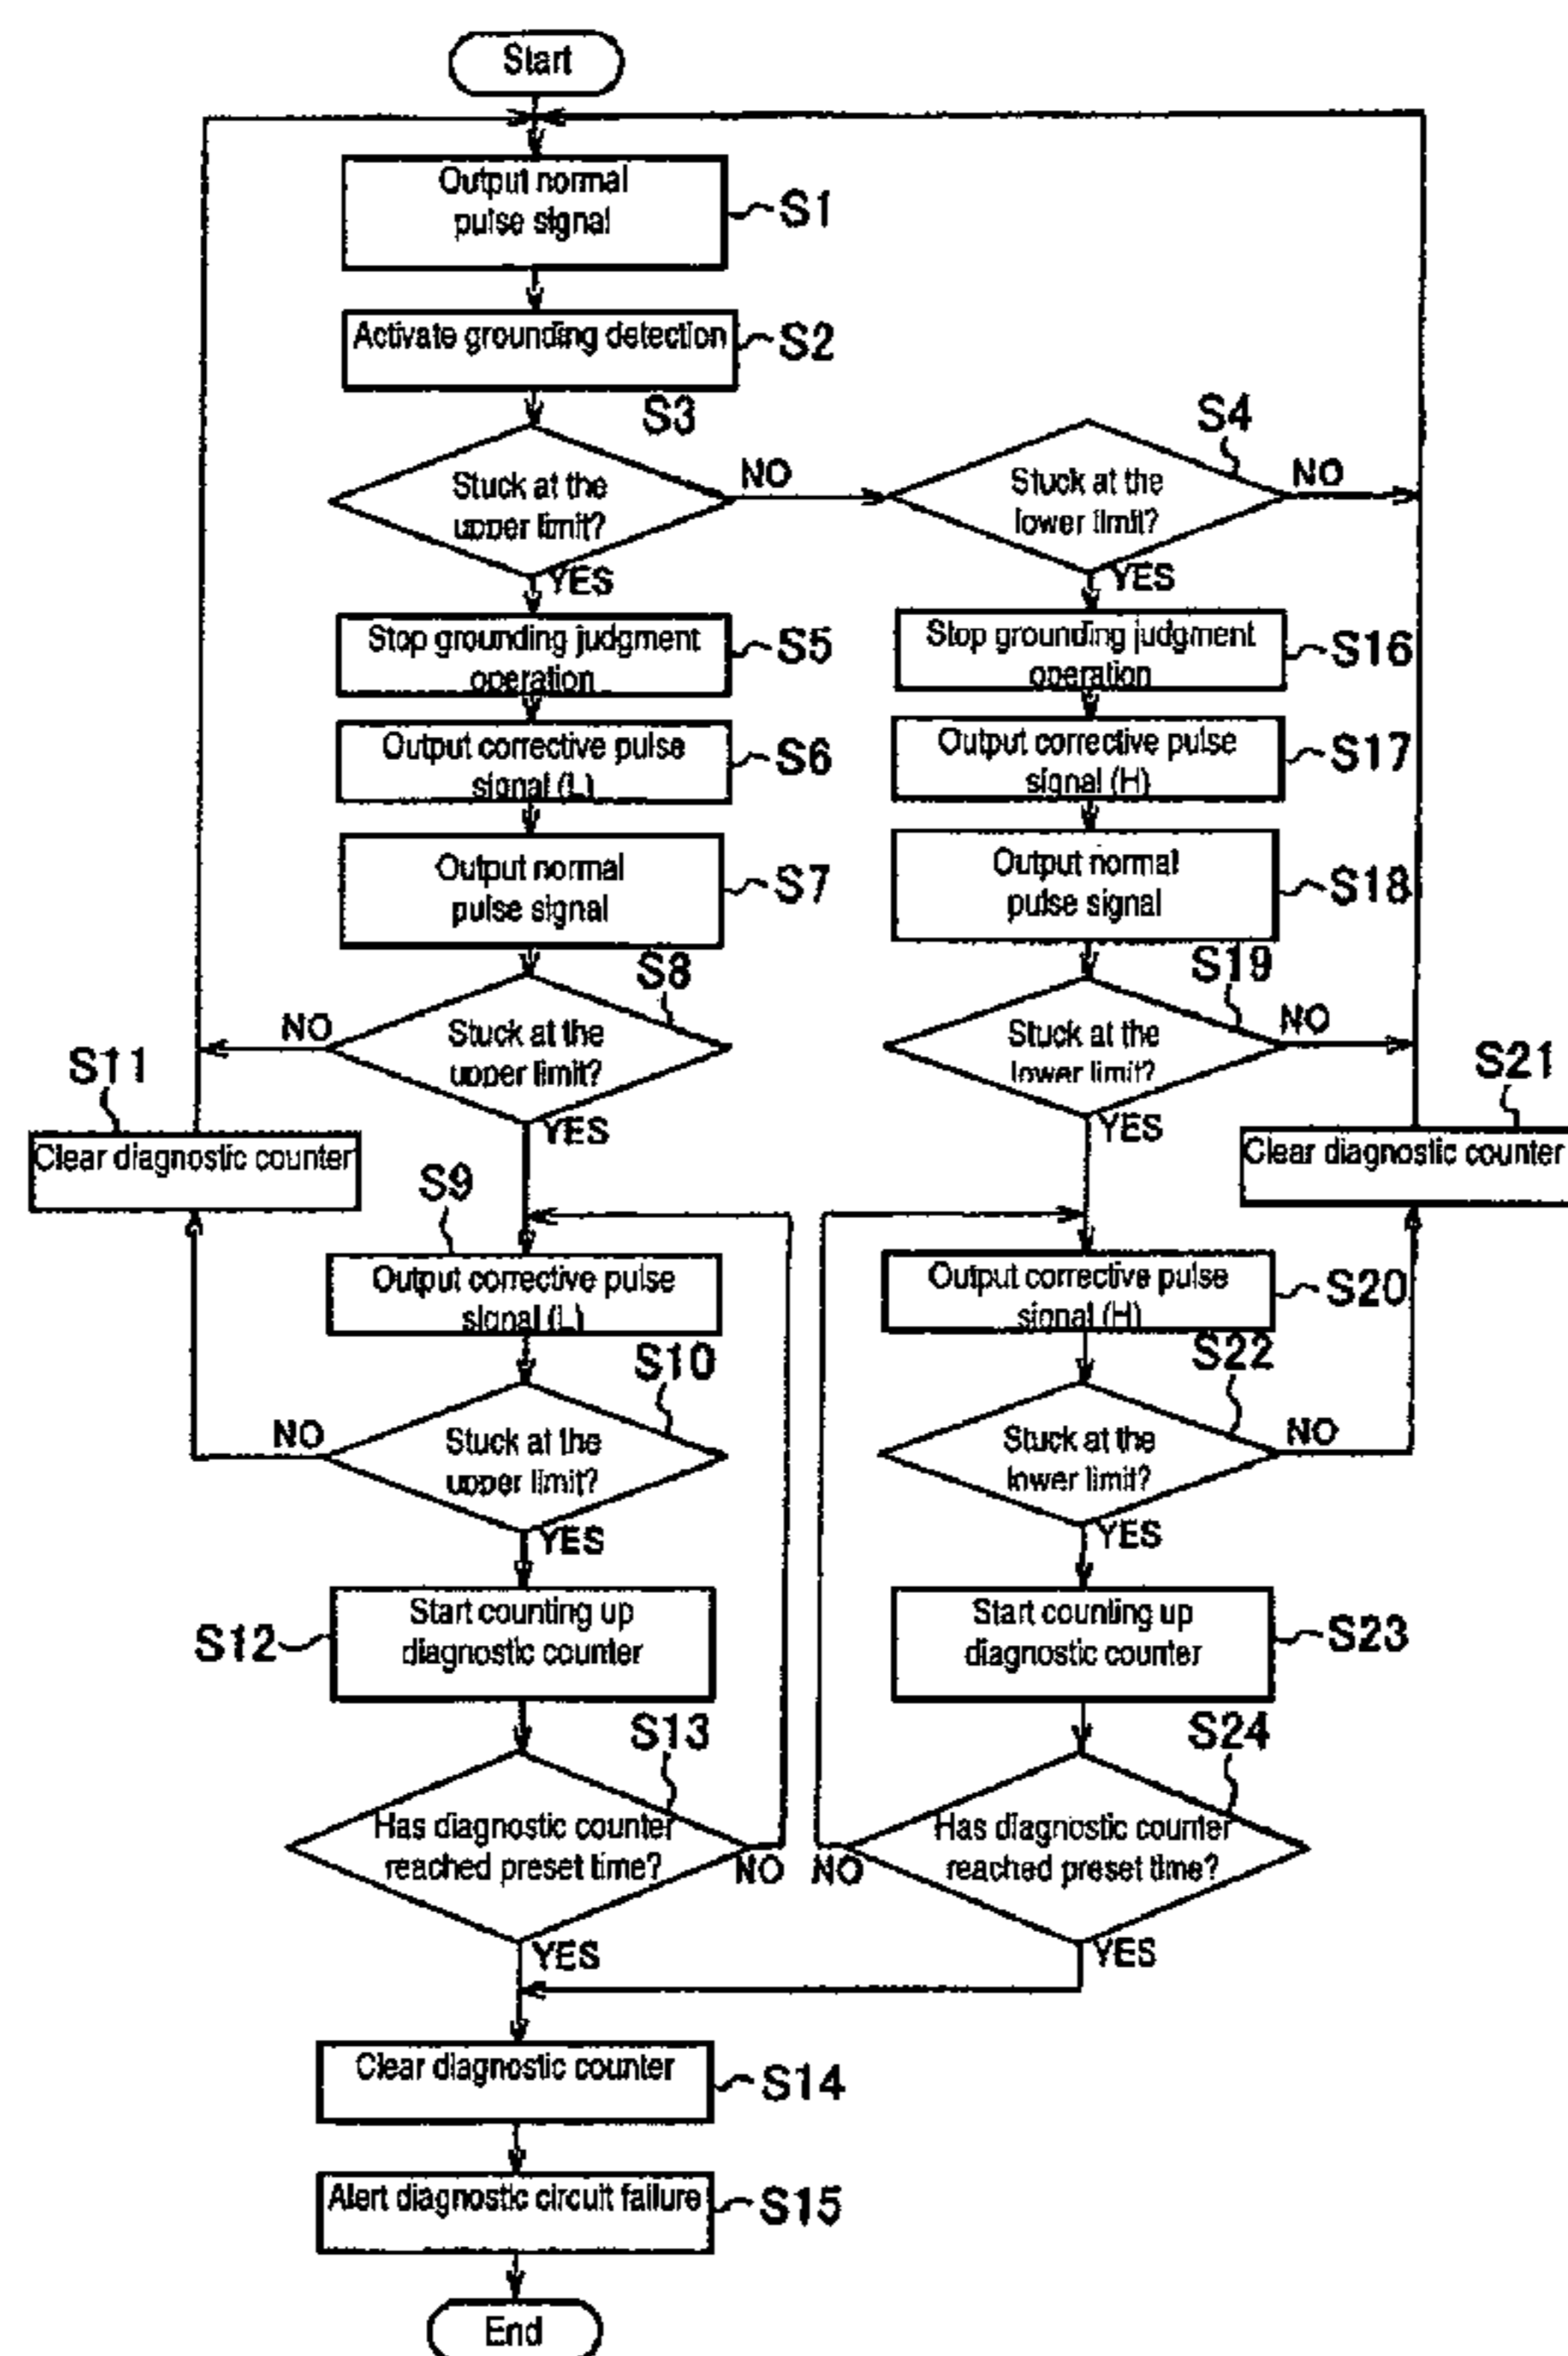 Start
Output normal
pulse signal
S1
Activate grounding detection
S2
S3
Stuck at the
upper limit?
NO
YES
S4
Stuck at the
lower limit?
NO
YES
Stop grounding judgment
operation
S5
Stop grounding judgment
operation
S16
Output corrective pulse
signal (L)
S6
Output corrective pulse
signal (H)
S17
Output normal
pulse signal
S7
Output normal
pulse signal
S18
S8
Stuck at the
upper limit?
NO
YES
S19
Stuck at the
lower limit?
NO
YES
S11
Clear diagnostic counter
S21
Clear diagnostic counter
S9
Output corrective pulse
signal (L)
Output corrective pulse
signal (H)
S20
S10
Stuck at the
upper limit?
NO
YES
S22
Stuck at the
lower limit?
NO
YES
S12
Start counting up
diagnostic counter
Start counting up
diagnostic counter
S23
S13
Has diagnostic counter
reached preset time?
NO
YES
S24
Has diagnostic counter
reached preset time?
NO
YES
Clear diagnostic counter
S14
Alert diagnostic circuit failure
S15
End